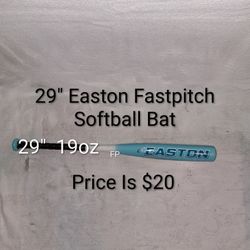 29" Easton Fastpitch
Softball Bat
29" 19oz FP
EASTON
Price Is $20